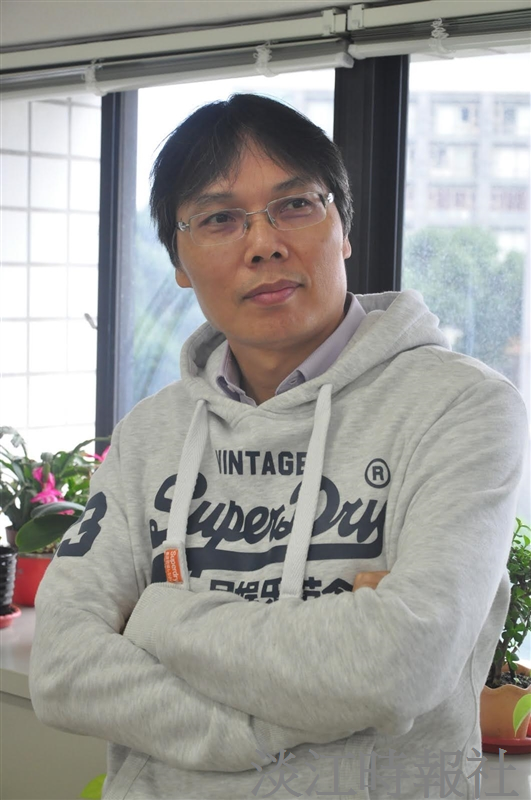 VINTAGE
®
SuperDry
3
Superdry
淡江時報社